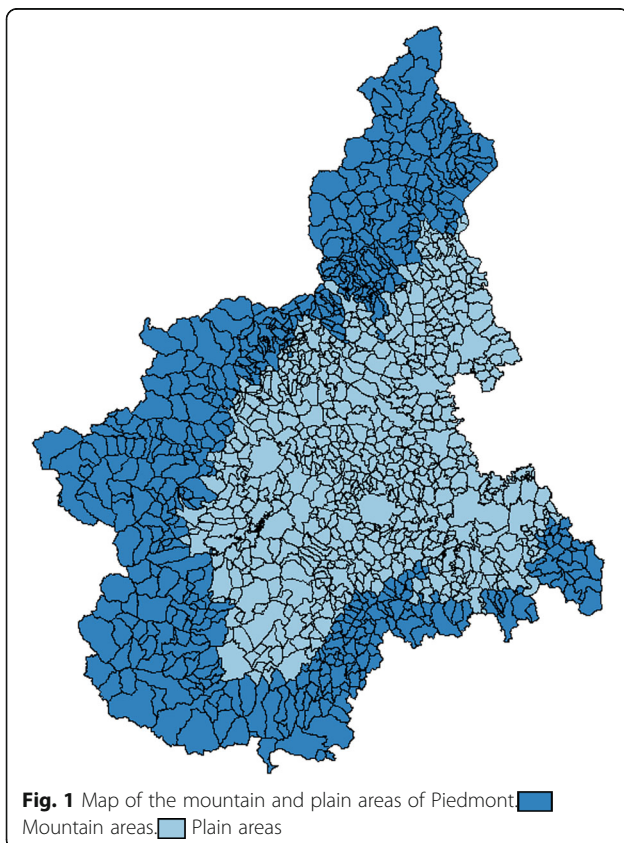 Fig. 1 Map of the mountain and plain areas of Piedmont.
Mountain areas. Plain areas